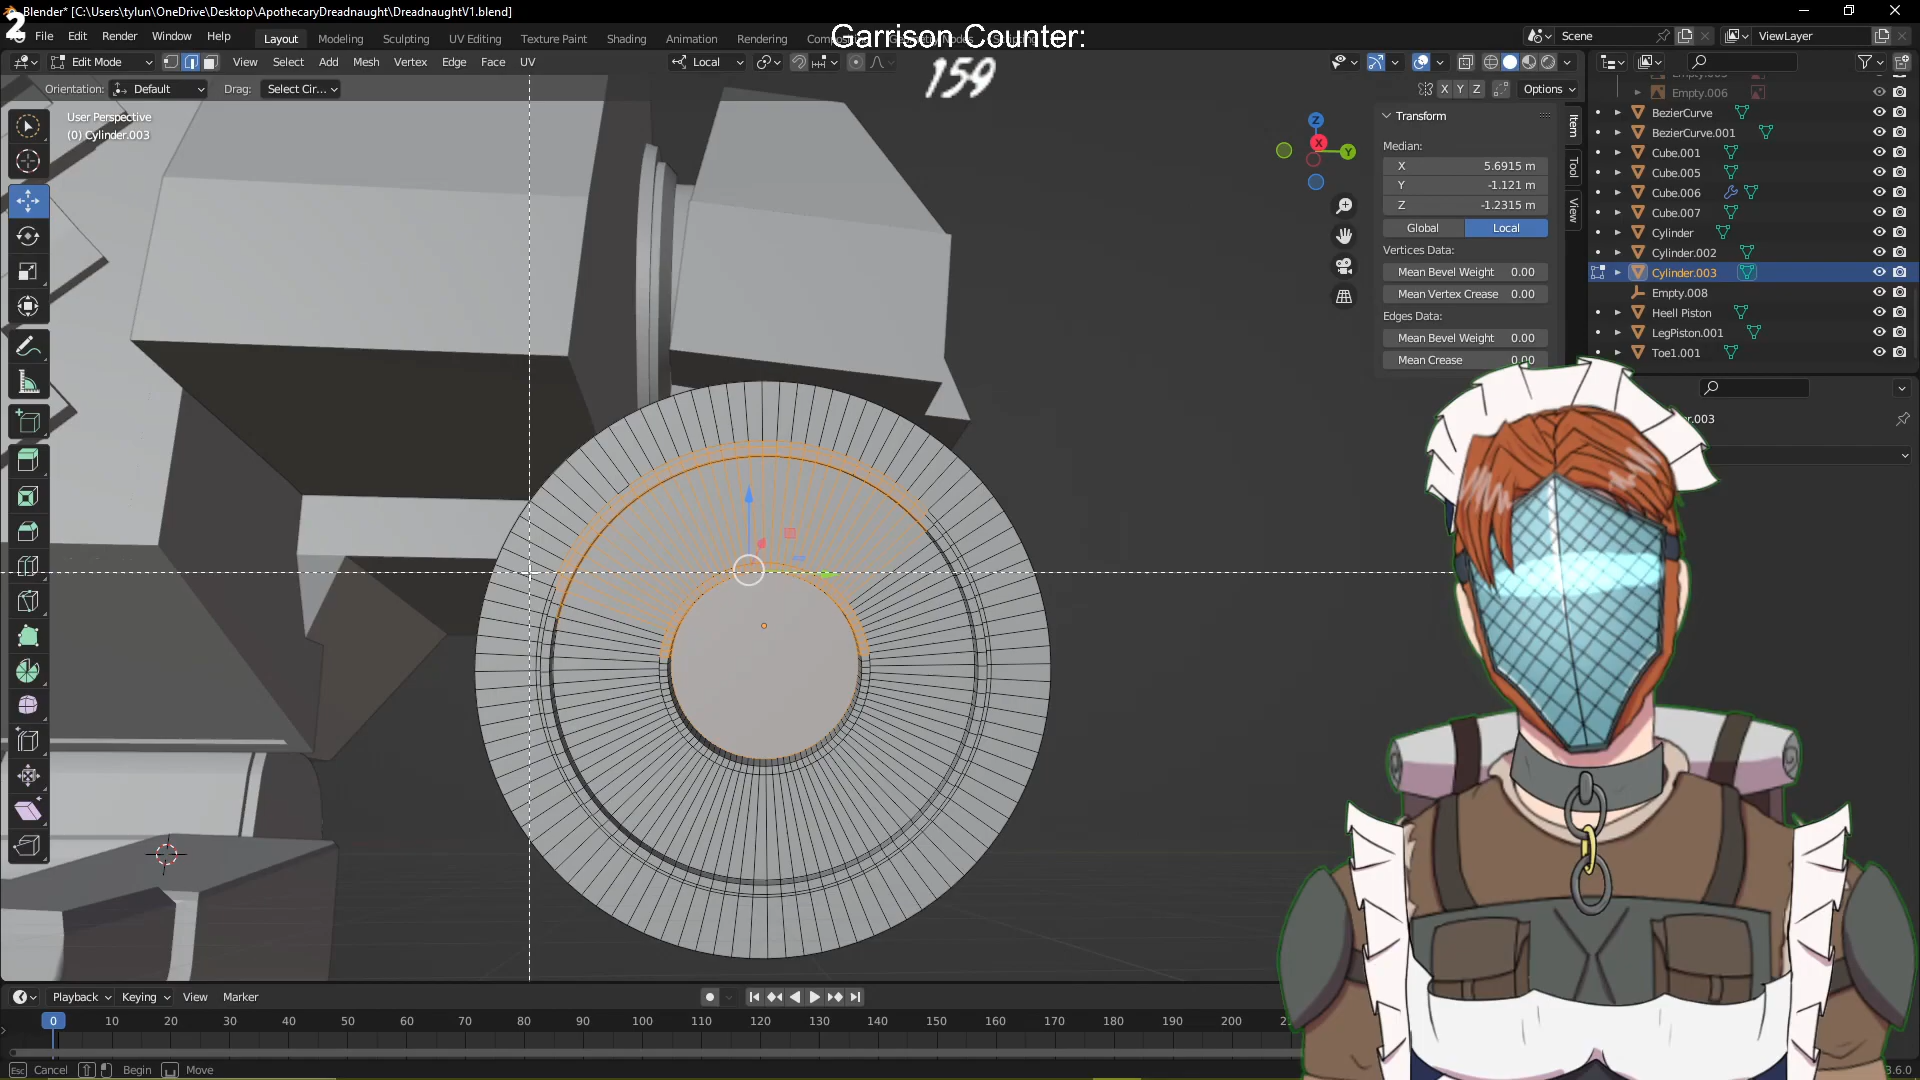 2
Blender* [C:\Users\tylun\OneDrive\Desktop\ApothecaryDreadnaught\DreadnaughtV1.blend]
File Edit Render Window Help Layout Modeling Sculpting UV Editing Texture Paint Shading Animation Rendering Scene ViewLayer
Garrison Counter:
159
Edit Mode View Select Add Mesh Vertex Edge Face UV Local
Orientation: Default Drag: Select Cir... X Y Z Options
User Perspective
(0) Cylinder.003
Z
X
Y
Transform
Median:
X 5.6915 m
Y -1.121 m
Z -1.2315 m
Global Local
Vertices Data:
Mean Bevel Weight 0.00
Mean Vertex Crease 0.00
Edges Data:
Mean Bevel Weight 0.00
Mean Crease 0.00
Item
Tool
View
Empty.006
BezierCurve
BezierCurve.001
Cube.001
Cube.005
Cube.006
Cube.007
Cylinder
Cylinder.002
Cylinder.003
Empty.008
Heell Piston
LegPiston.001
Toe1.001
r.003
Playback Keying View Marker
0 10 20 30 40 50 60 70 80 90 100 110 120 130 140 150 160 170 180 190 200
Esc Cancel Begin Move
3.6.0